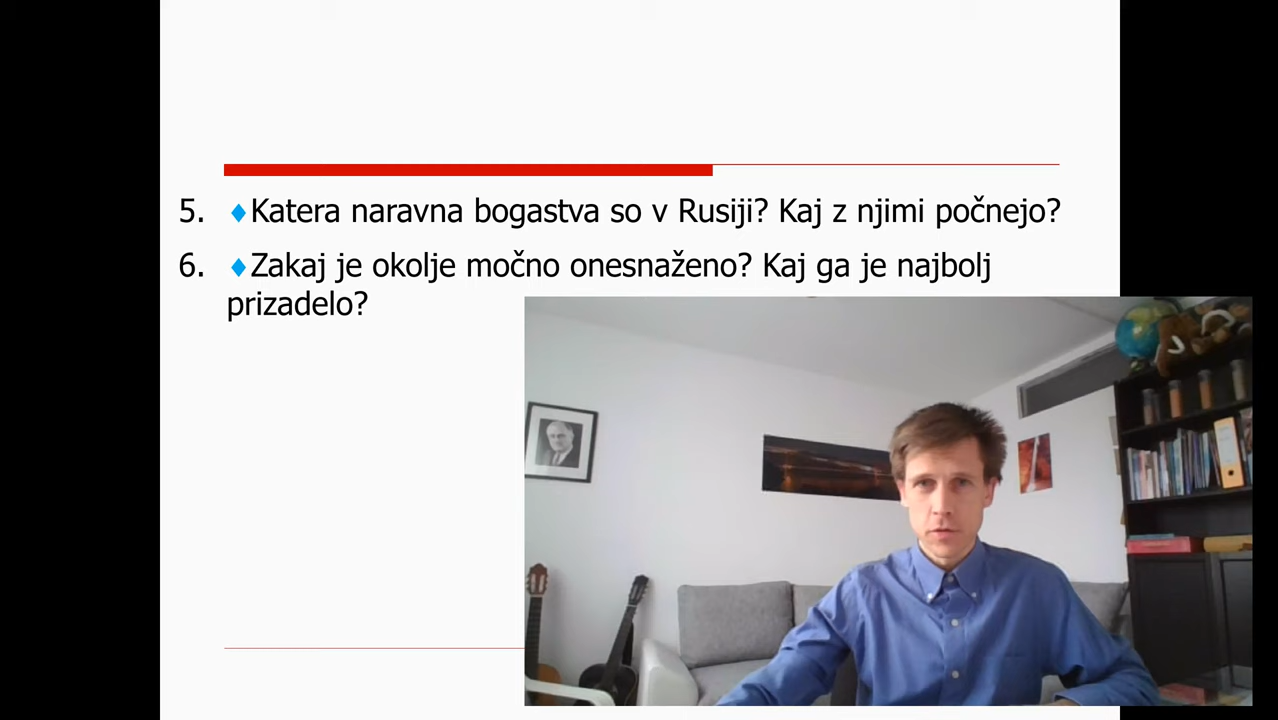 5. ♦Katera naravna bogastva so v Rusiji? Kaj z njimi počnejo?
6. ♦Zakaj je okolje močno onesnaženo? Kaj ga je najbolj
prizadelo?